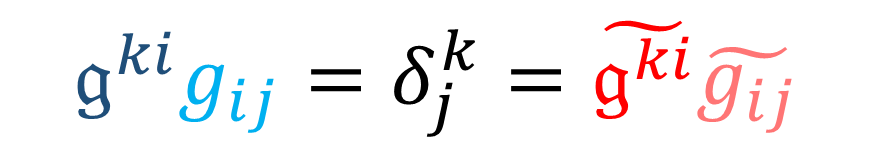 𝔤^{ki} g_{ij} = δ^k_j = \widetilde{𝔤^{ki}} \widetilde{g_{ij}}